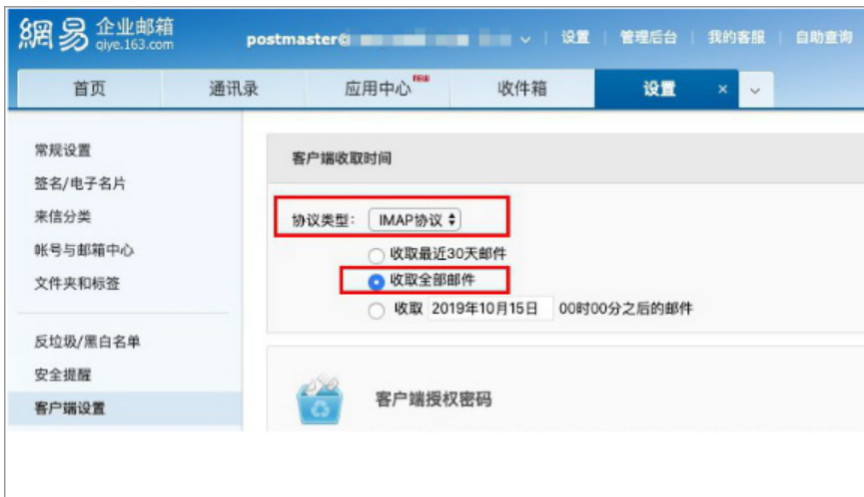 網易 企业邮箱
qiye.163.com
postmaster@
设置 管理后台 我的客服 自助查询
首页 通讯录 应用中心 new 收件箱 设置 ×
常规设置
签名/电子名片
来信分类
帐号与邮箱中心
文件夹和标签
反垃圾/黑白名单
安全提醒
客户端设置
客户端收取时间
协议类型: IMAP协议
收取最近30天邮件
收取全部邮件
收取 2019年10月15日 00时00分之后的邮件
客户端授权密码